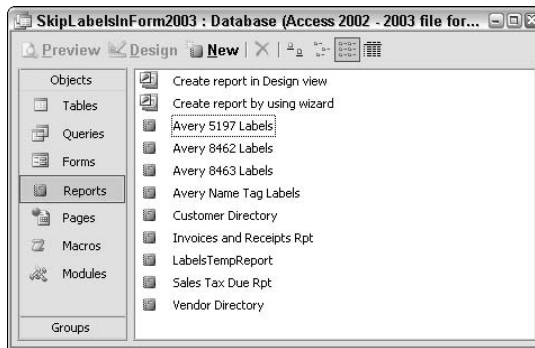 SkipLabelsInForm2003 : Database (Access 2002 - 2003 file for...
Preview Design New
Objects
Tables
Queries
Forms
Reports
Pages
Macros
Modules
Groups
Create report in Design view
Create report by using wizard
Avery 5197 Labels
Avery 8462 Labels
Avery 8463 Labels
Avery Name Tag Labels
Customer Directory
Invoices and Receipts Rpt
LabelsTempReport
Sales Tax Due Rpt
Vendor Directory